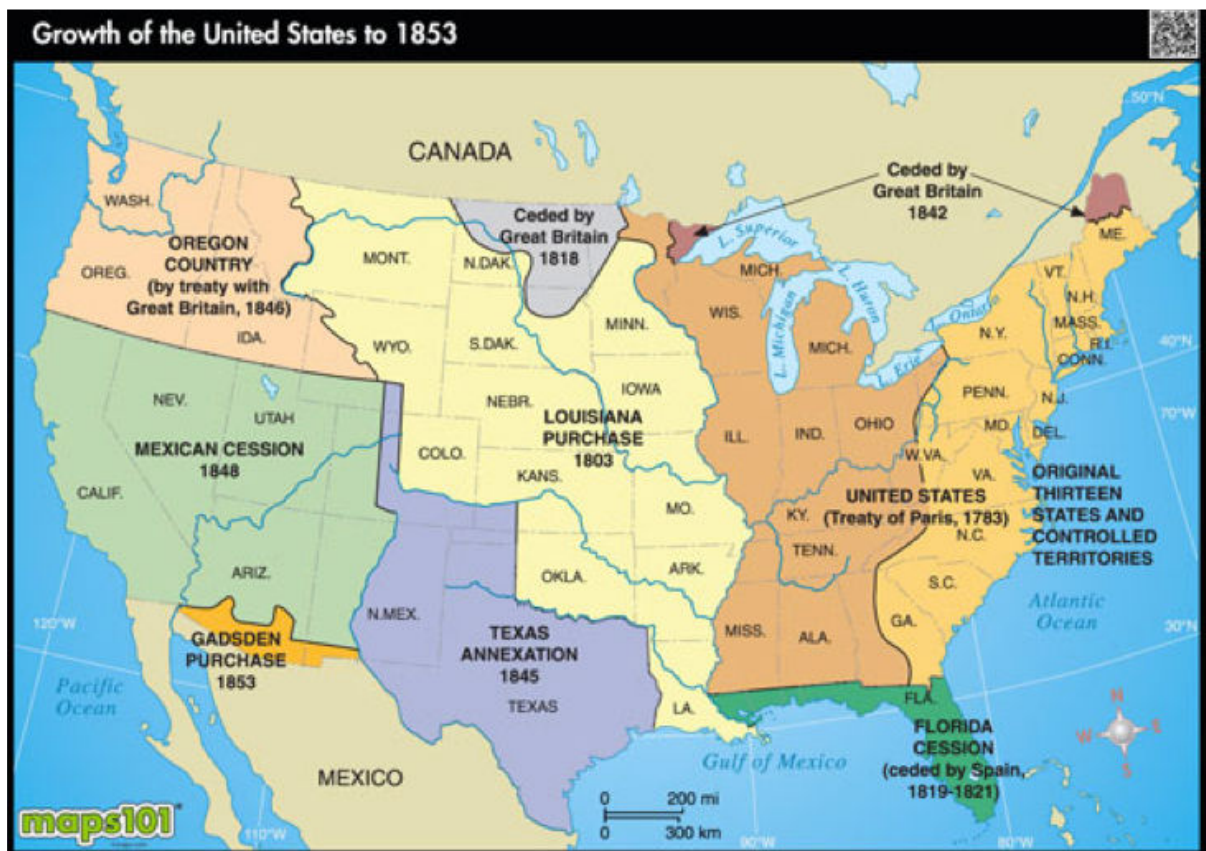 Growth of the United States to 1853
50°N
CANADA
Ceded by
Great Britain
1842
WASH.
Ceded by
Great Britain
1818
L. Superior
ME.
OREGON
COUNTRY
(by treaty with
Great Britain, 1846)
OREG.
MONT.
N.DAK.
MICH.
VT.
L. Huron
N.H.
MINN.
WIS.
L. Michigan
Ontario
N.Y.
MASS.
R.I.
CONN.
40°N
IDA.
WYO.
S.DAK.
MICH.
L. Erie
NEV.
UTAH
NEBR.
IOWA
PENN.
N.J.
70°W
LOUISIANA
PURCHASE
1803
ILL.
IND.
OHIO
MD.
DEL.
MEXICAN CESSION
1848
COLO.
W.VA.
KANS.
VA.
ORIGINAL
THIRTEEN
STATES AND
CONTROLLED
TERRITORIES
CALIF.
MO.
KY.
UNITED STATES
(Treaty of Paris, 1783)
N.C.
TENN.
ARIZ.
OKLA.
ARK.
S.C.
Atlantic
Ocean
N.MEX.
120°W
30°N
GADSDEN
PURCHASE
1853
TEXAS
ANNEXATION
1845
MISS.
ALA.
GA.
Pacific
Ocean
TEXAS
LA.
FLA.
FLORIDA
CESSION
(ceded by Spain,
1819-1821)
N
W
E
S
Gulf of Mexico
MEXICO
0 200 mi
0 300 km
maps101
110°W
90°W
80°W